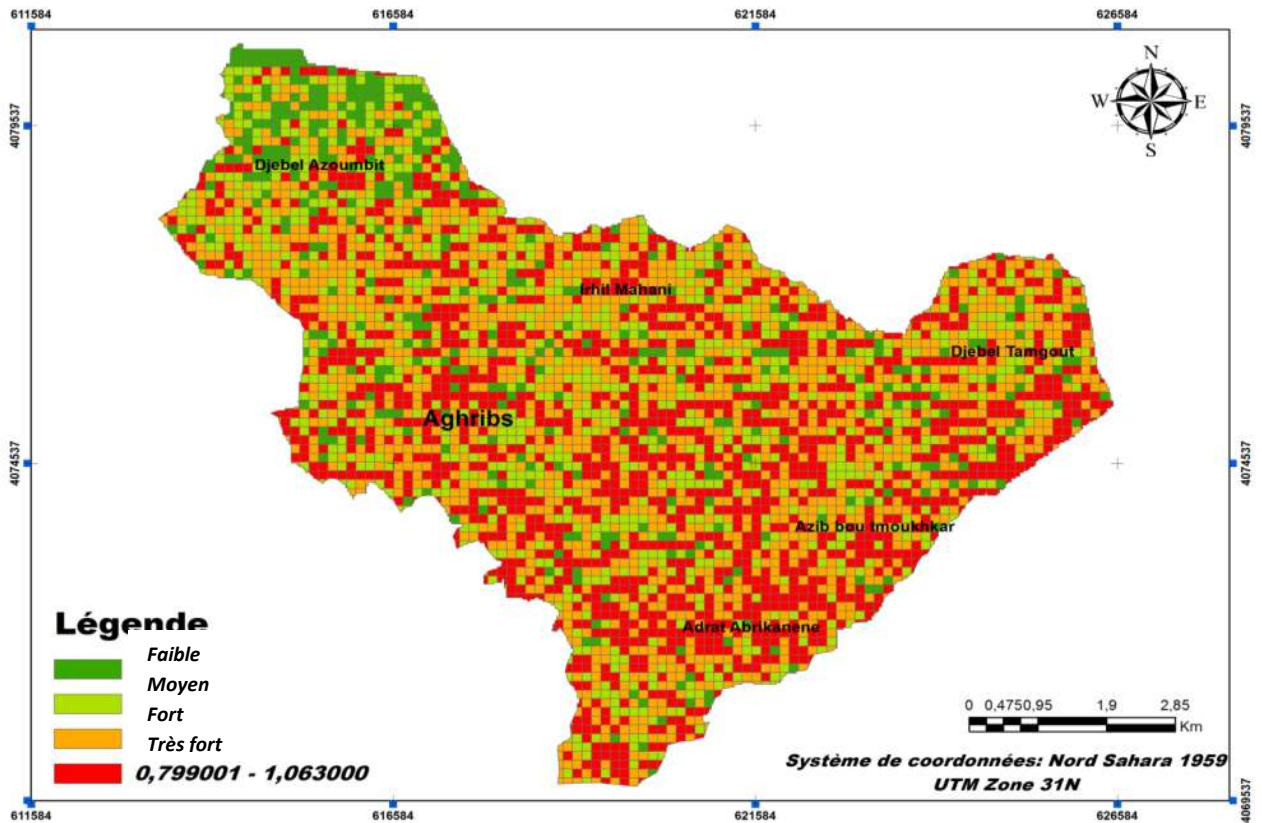 611584 616584 621584 626584
N
W E
S
4079537 4079537
Djebel Azoumbit
Irhil Mahani
Djebel Tamgout
Aghribs
4074537 4074537
Azib bou tmoukhkar
Adrat Abrikanene
Légende
Faible
Moyen
Fort
Très fort
0,799001 - 1,063000
0 0,4750,95 1,9 2,85
Km
Système de coordonnées: Nord Sahara 1959
UTM Zone 31N
4069537
611584 616584 621584 626584